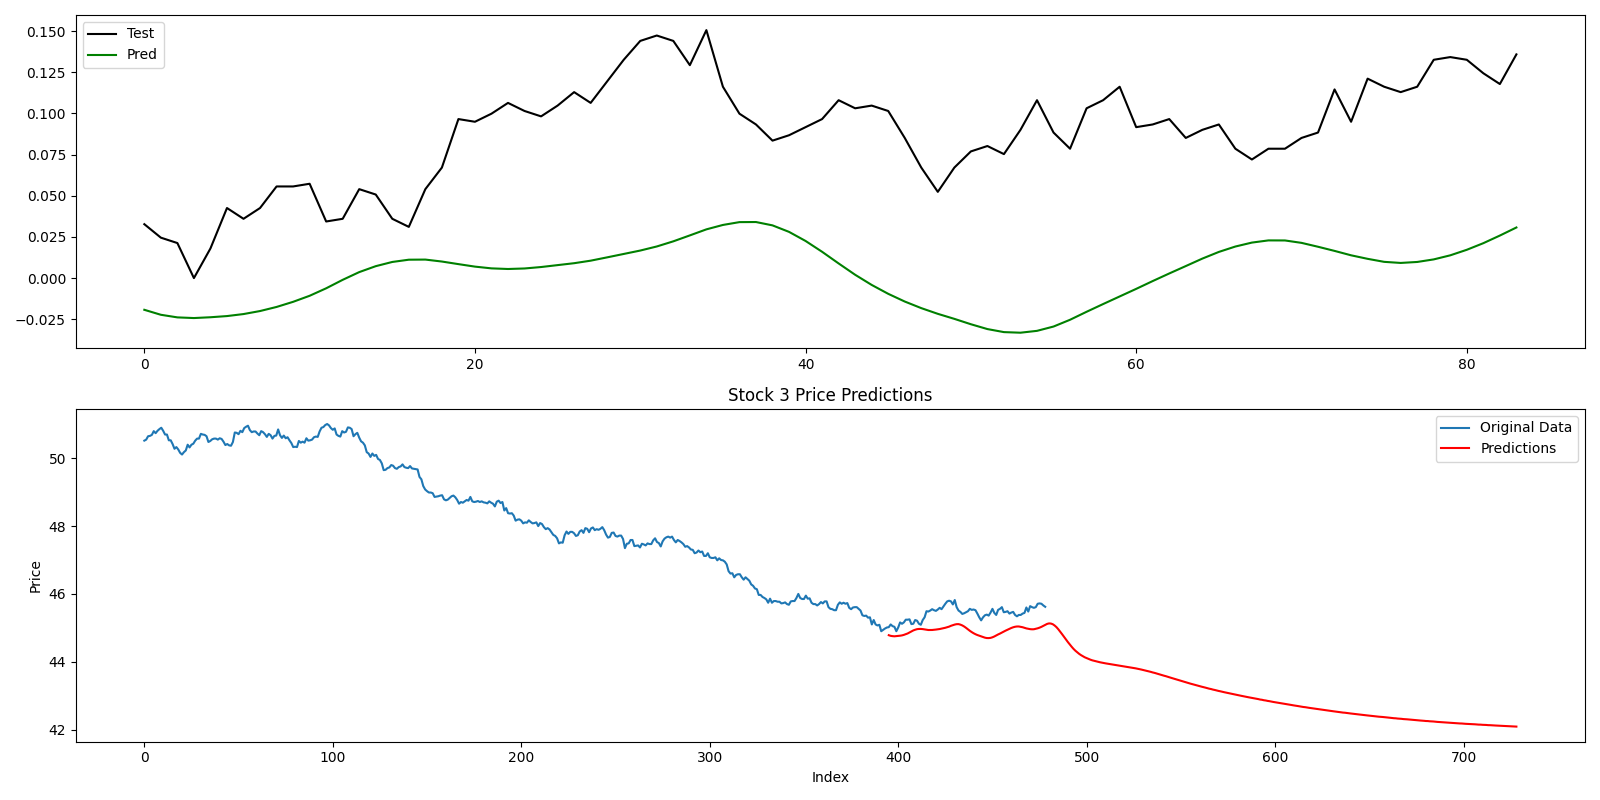 0.150
0.125
0.100
0.075
0.050
0.025
0.000
−0.025
Test
Pred
0 20 40 60 80
Stock 3 Price Predictions
Price
50
48
46
44
42
Original Data
Predictions
0 100 200 300 400 500 600 700
Index